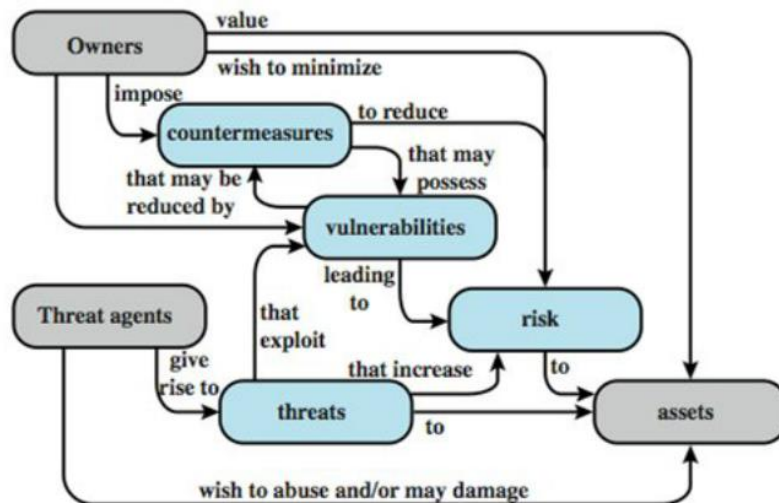 value
Owners
wish to minimize
impose
to reduce
countermeasures
that may
possess
that may be
reduced by
vulnerabilities
leading
to
Threat agents
that
exploit
risk
give
rise to
that increase
to
threats
to
assets
wish to abuse and/or may damage